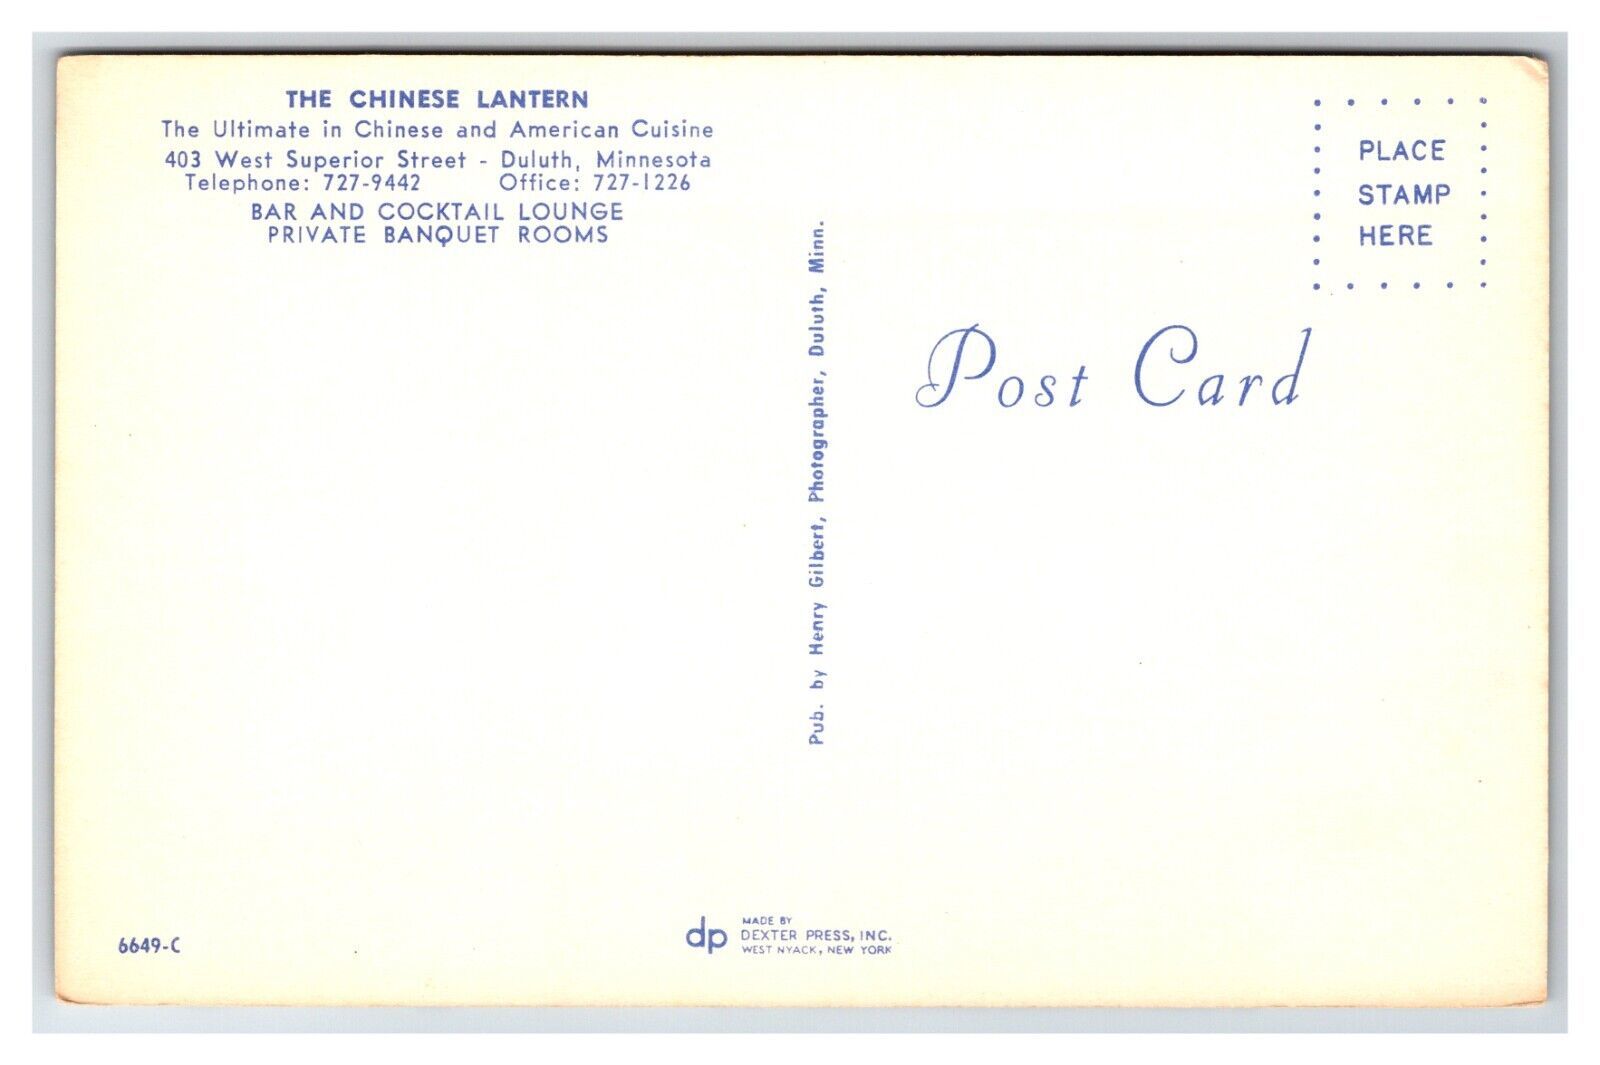 THE CHINESE LANTERN
The Ultimate in Chinese and American Cuisine
403 West Superior Street - Duluth, Minnesota
Telephone: 727-9442 Office: 727-1226
BAR AND COCKTAIL LOUNGE
PRIVATE BANQUET ROOMS
Pub. by Henry Gilbert, Photographer, Duluth, Minn.
PLACE
STAMP
HERE
Post Card
6649-C
dp
MADE BY
DEXTER PRESS, INC.
WEST NYACK, NEW YORK